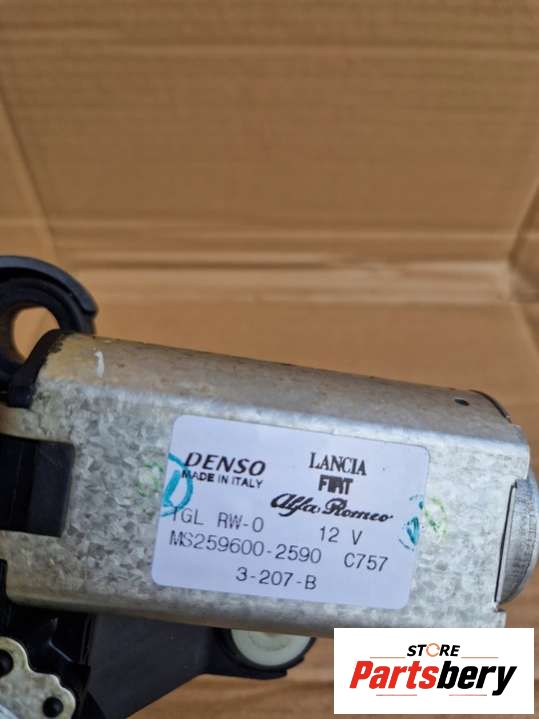 DENSO
MADE IN ITALY
LANCIA
FIAT
Alfa Romeo
TGL RW-0 12 V
MS259600-2590 C757
3-207-B
STORE
Partsbery